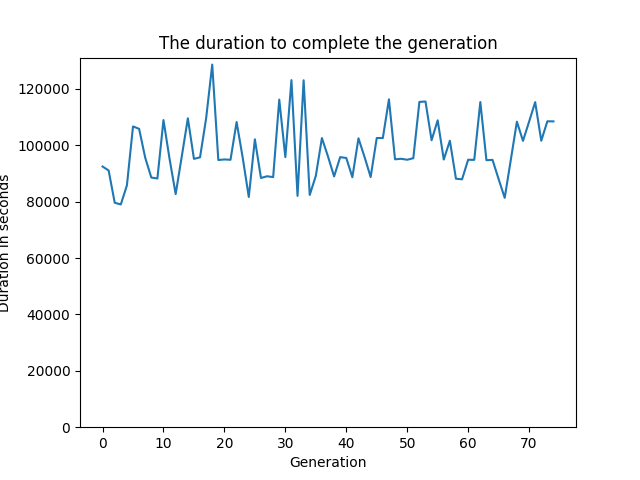 The duration to complete the generation
120000
100000
80000
60000
40000
20000
0
Duration in seconds
0 10 20 30 40 50 60 70
Generation